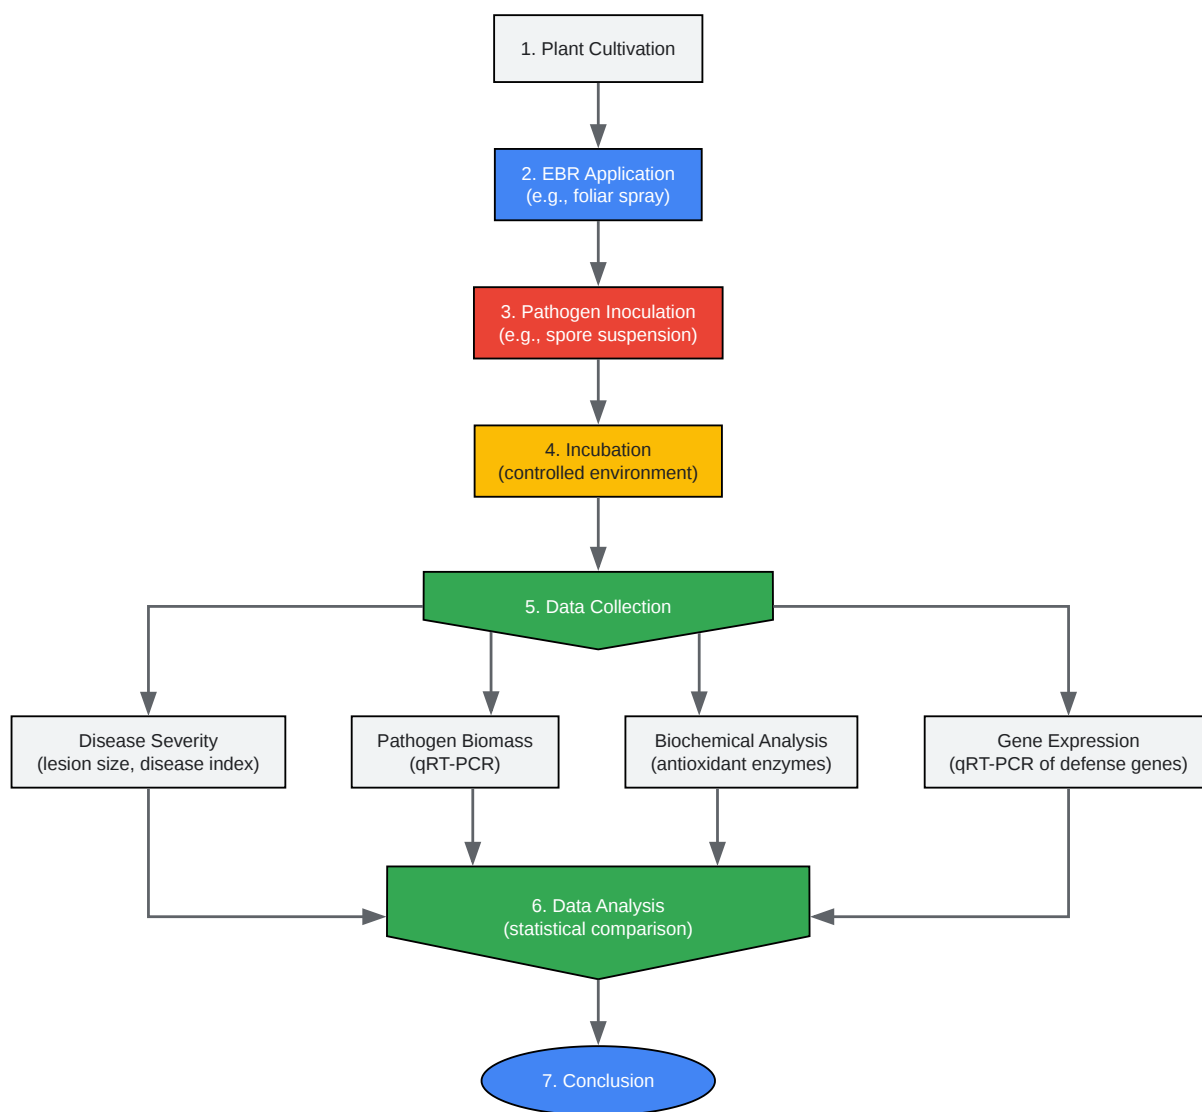 1. Plant Cultivation
2. EBR Application
(e.g., foliar spray)
3. Pathogen Inoculation
(e.g., spore suspension)
4. Incubation
(controlled environment)
5. Data Collection
Disease Severity
(lesion size, disease index)
Pathogen Biomass
(qRT-PCR)
Biochemical Analysis
(antioxidant enzymes)
Gene Expression
(qRT-PCR of defense genes)
6. Data Analysis
(statistical comparison)
7. Conclusion